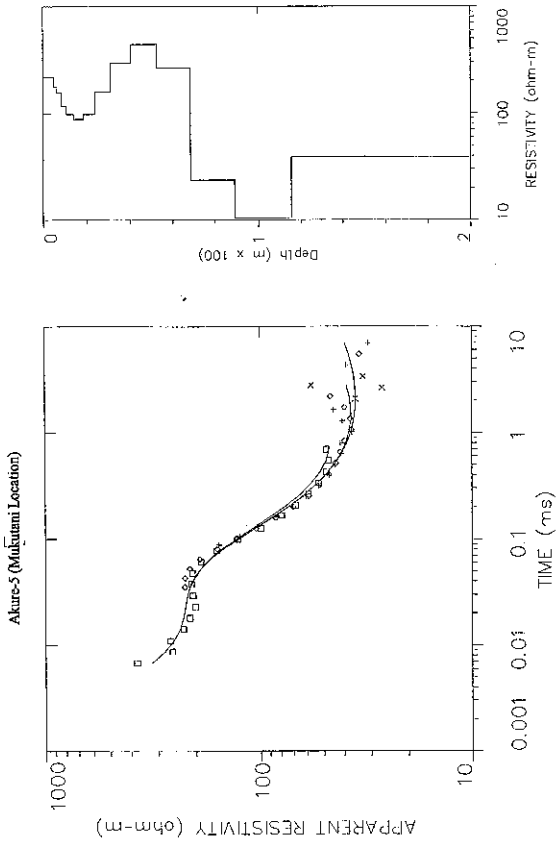 Akure-5 (Mukutani Location)
APPARENT RESISTIVITY (ohm-m)
1000
100
10
0.001
0.01
0.1
1
10
TIME (ms)
Depth (m x 100)
0
1
2
10
100
1000
RESISTIVITY (ohm-m)